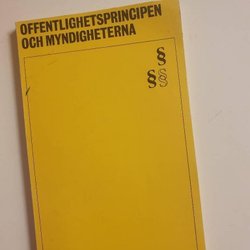 OFFENTLIGHETSPRINCIPEN
OCH MYNDIGHETERNA
§
§ §